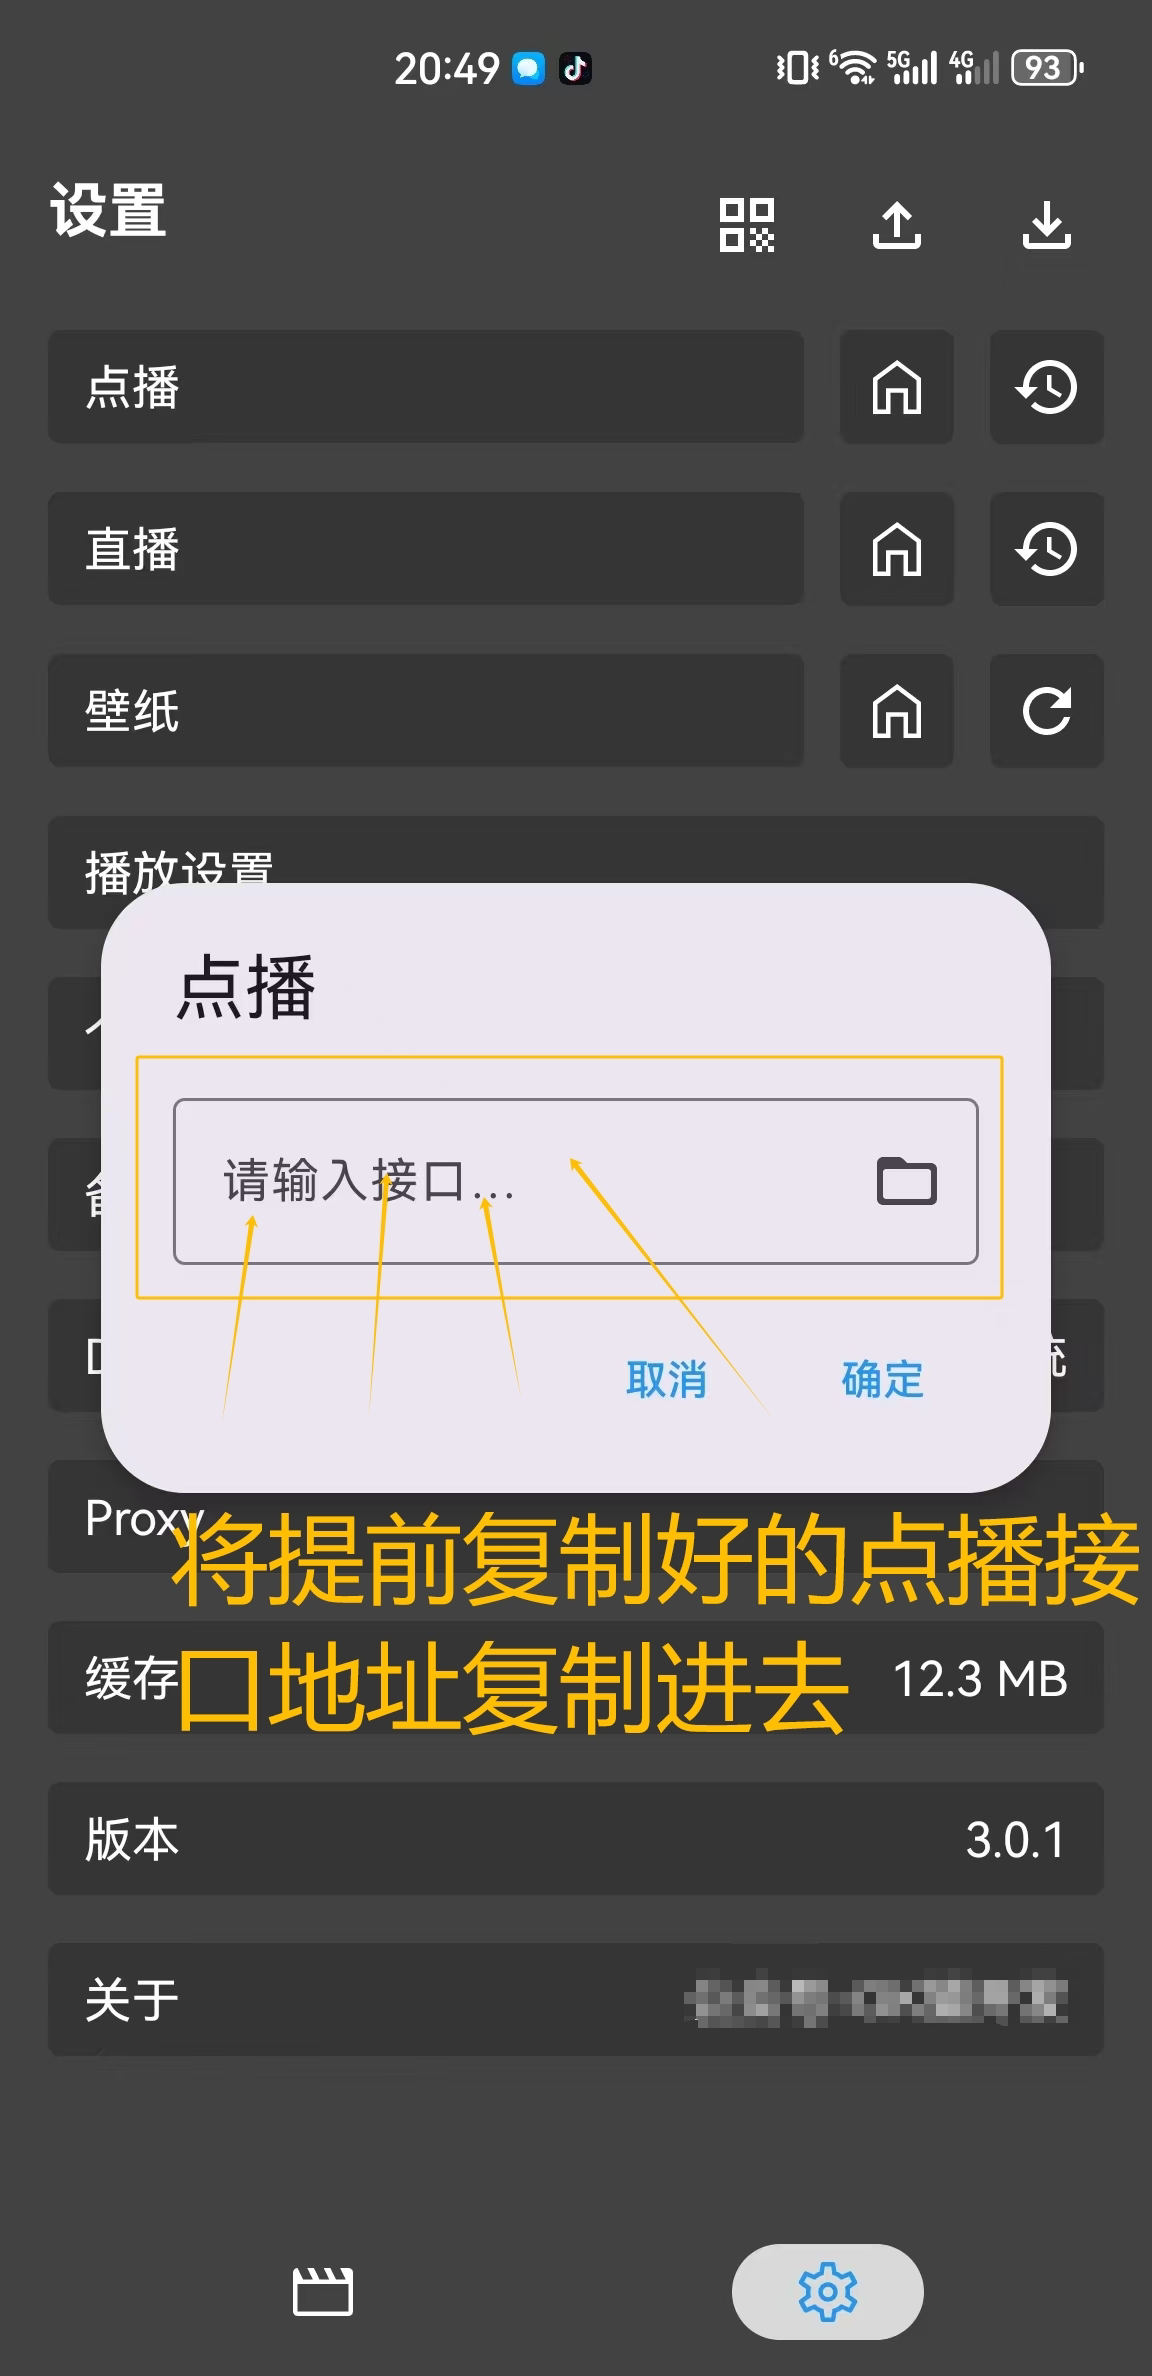 20:49
6 5G 4G 93
设置
点播
直播
壁纸
播放设置
点播
请输入接口...
取消 确定
Proxy
将提前复制好的点播接
口地址复制进去
缓存 12.3 MB
版本 3.0.1
关于